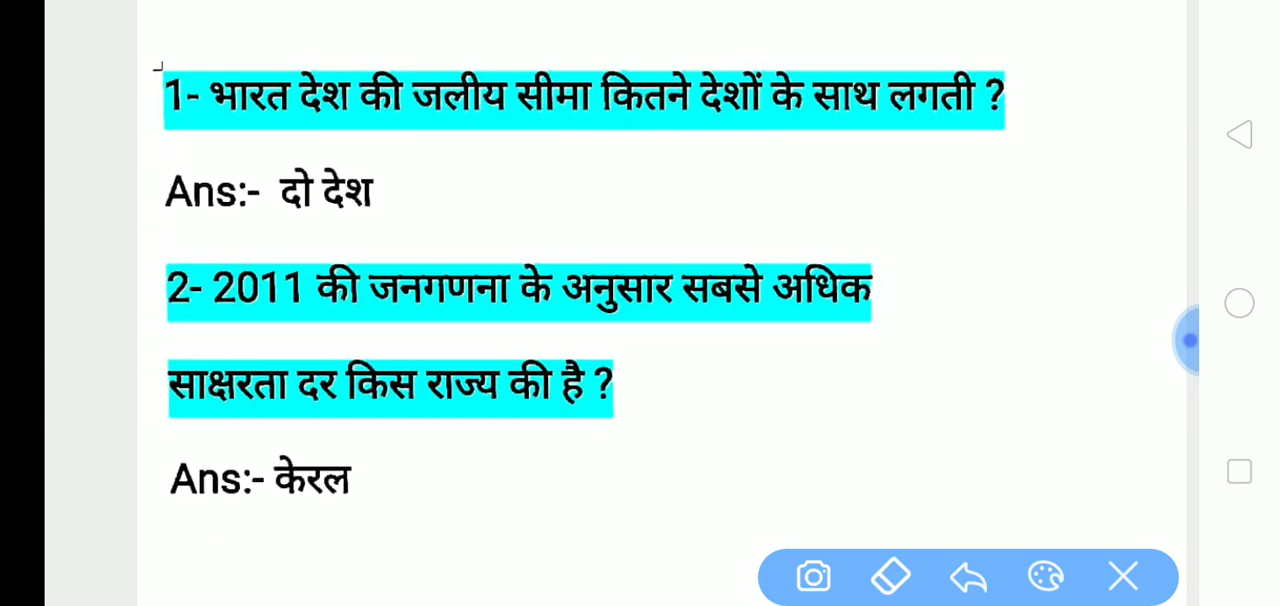 1- भारत देश की जलीय सीमा कितने देशों के साथ लगती ?
Ans:- दो देश
2- 2011 की जनगणना के अनुसार सबसे अधिक
साक्षरता दर किस राज्य की है ?
Ans:- केरल